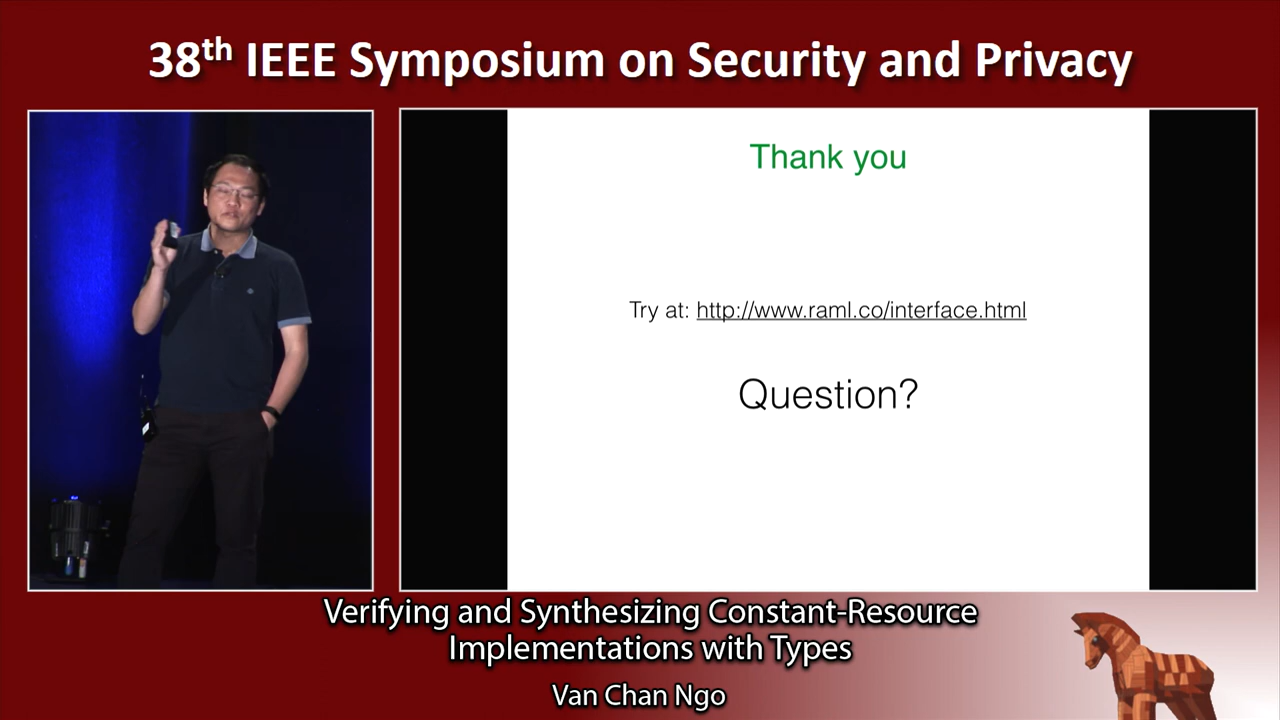 38th IEEE Symposium on Security and Privacy
Thank you
Try at: http://www.raml.co/interface.html
Question?
Verifying and Synthesizing Constant-Resource
Implementations with Types
Van Chan Ngo